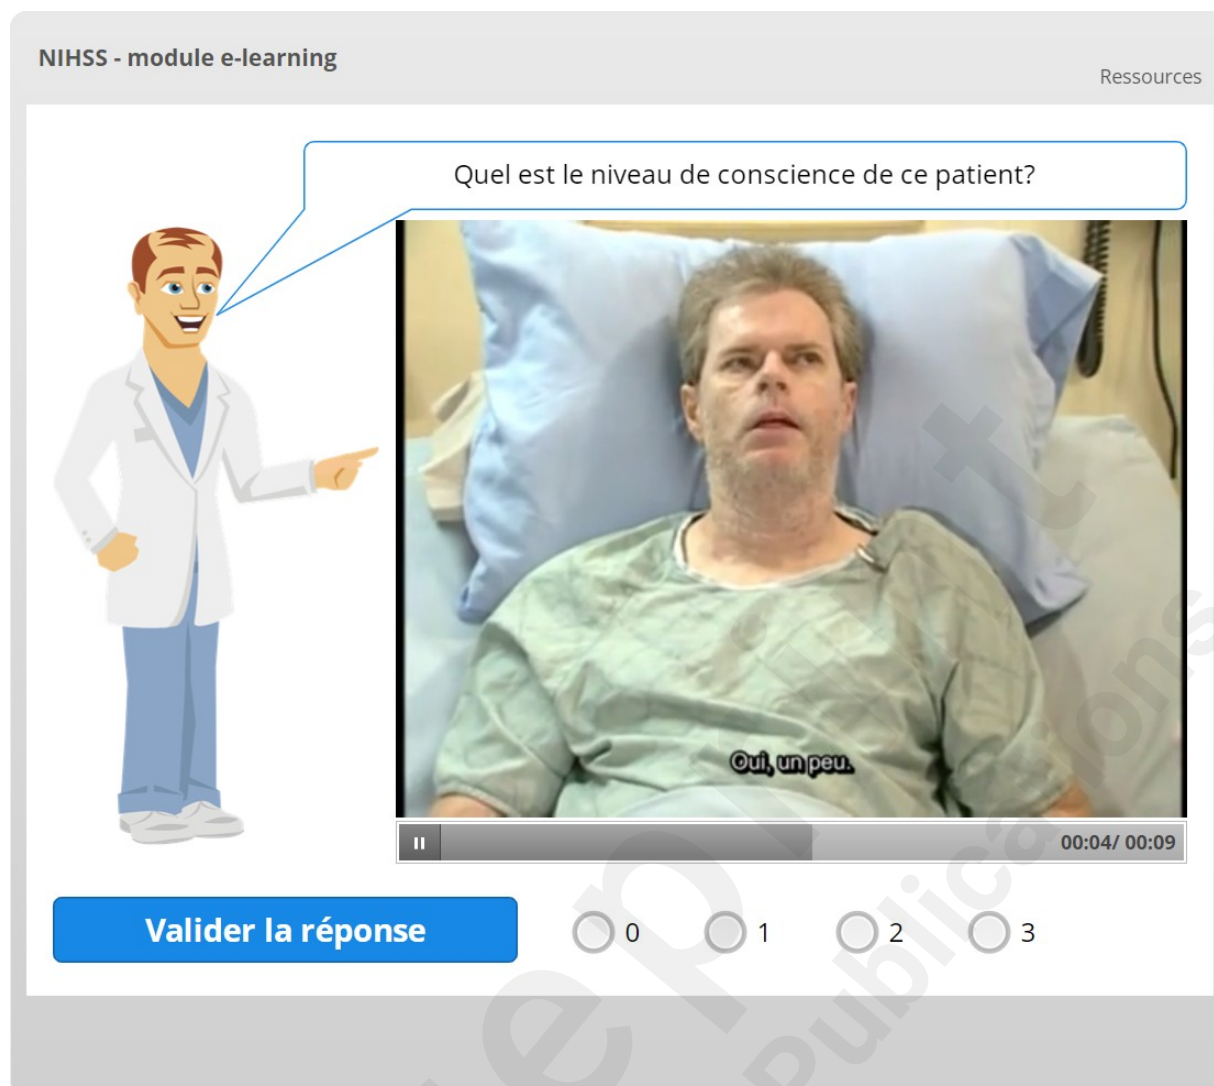 NIHSS - module e-learning
Ressources
Quel est le niveau de conscience de ce patient?
Oui, un peu.
00:04/ 00:09
Valider la réponse
0
1
2
3